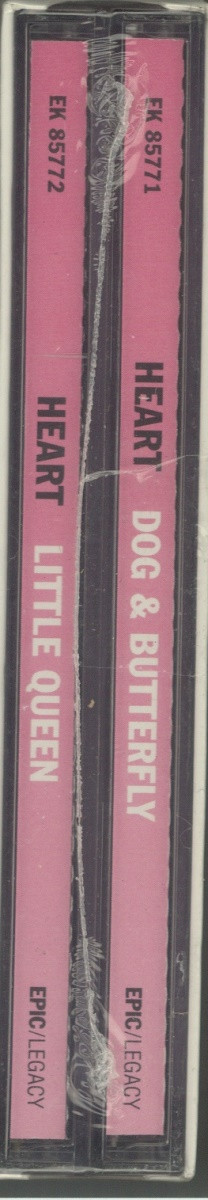 EK 85771 HEART DOG & BUTTERFLY EPIC/LEGACY
EK 85772 HEART LITTLE QUEEN EPIC/LEGACY